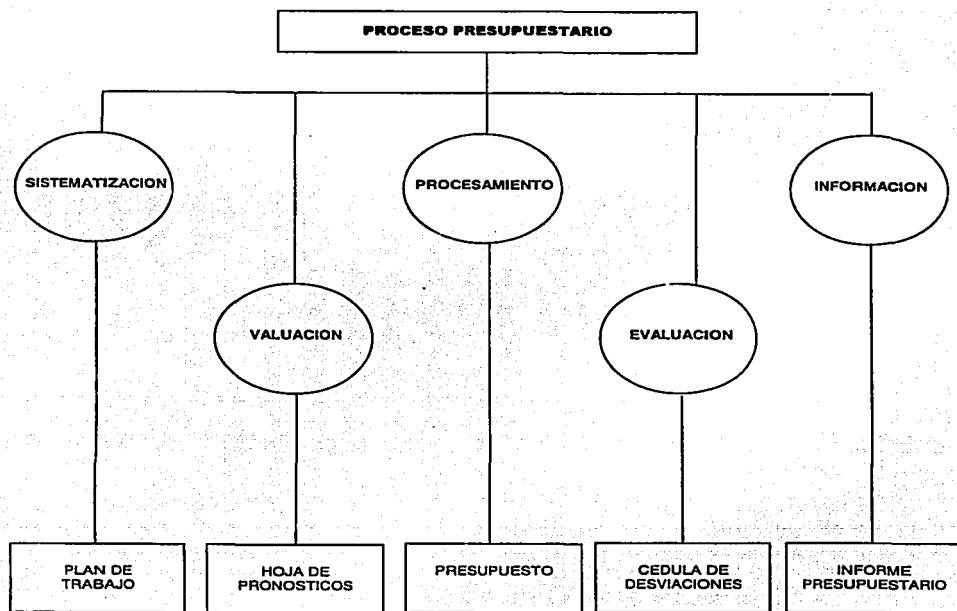 PROCESO PRESUPUESTARIO
SISTEMATIZACION
PROCESAMIENTO
INFORMACION
VALUACION
EVALUACION
PLAN DE
TRABAJO
HOJA DE
PRONOSTICOS
PRESUPUESTO
CEDULA DE
DESVIACIONES
INFORME
PRESUPUESTARIO